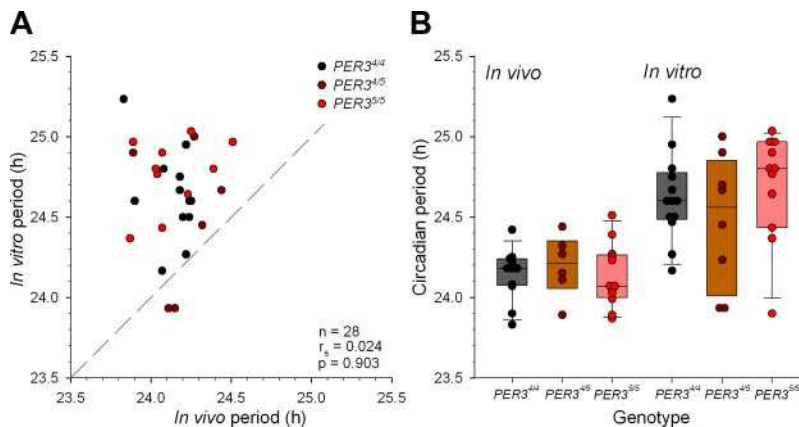 A
25.5
25.0
24.5
24.0
23.5
In vitro period (h)
PER3 4/4
PER3 4/5
PER3 5/5
n = 28
rs = 0.024
p = 0.903
23.5 24.0 24.5 25.0 25.5
In vivo period (h)
B
25.5
25.0
24.5
24.0
23.5
Circadian period (h)
In vivo In vitro
PER3 4/4 PER3 4/5 PER3 5/5 PER3 4/4 PER3 4/5 PER3 5/5
Genotype